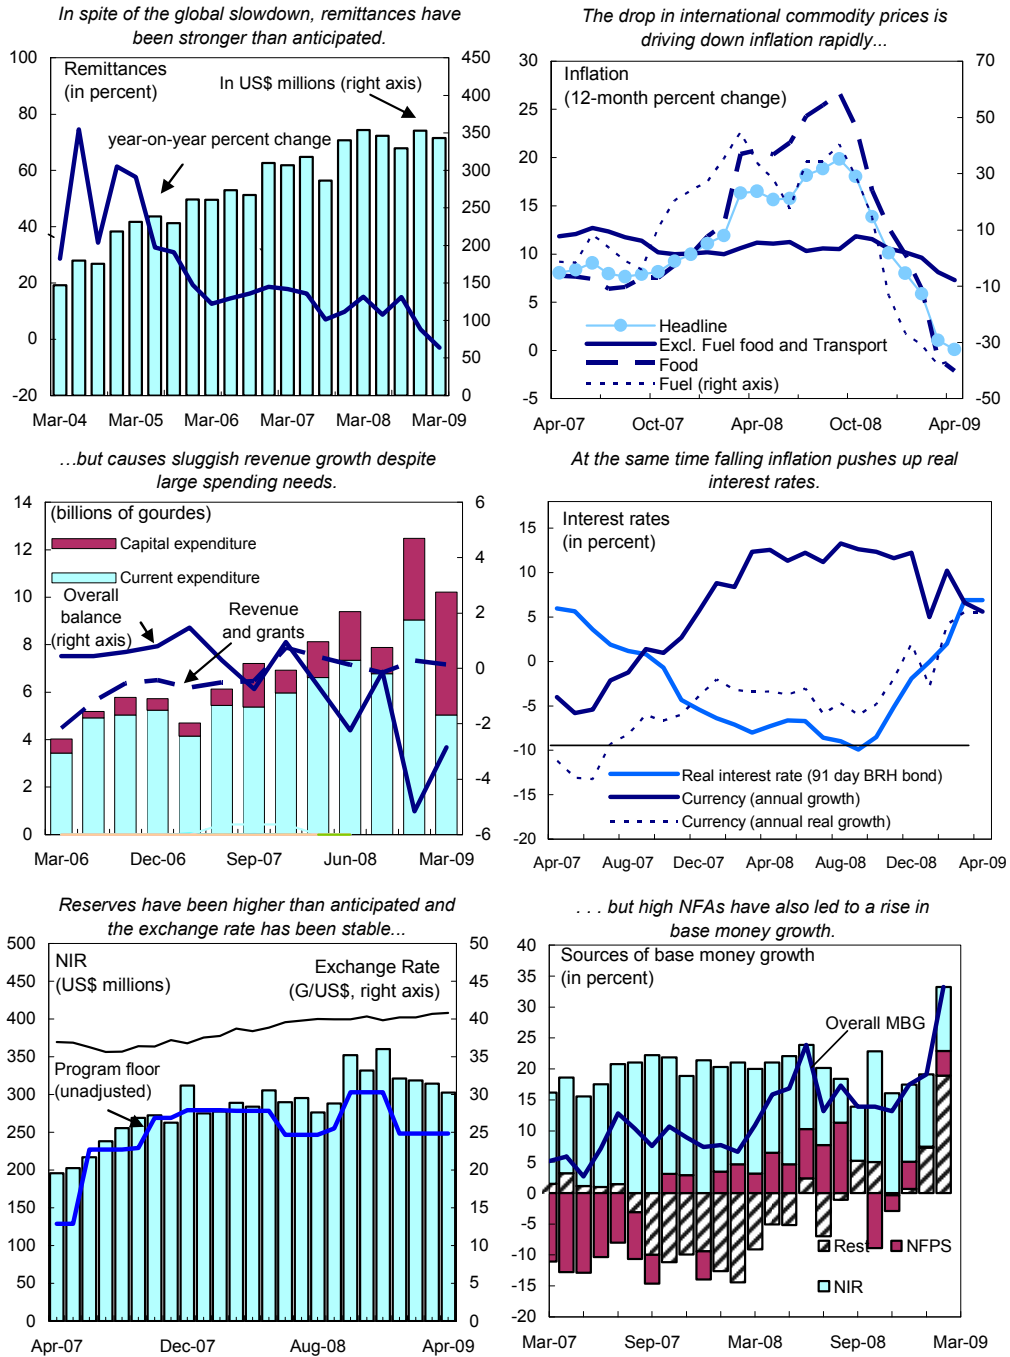 In spite of the global slowdown, remittances have
been stronger than anticipated.
100
80
60
40
20
0
-20
Remittances
(in percent)
In US$ millions (right axis)
year-on-year percent change
450
400
350
300
250
200
150
100
50
0
Mar-04 Mar-05 Mar-06 Mar-07 Mar-08 Mar-09
The drop in international commodity prices is
driving down inflation rapidly...
30
25
20
15
10
5
0
-5
Inflation
(12-month percent change)
Headline
Excl. Fuel food and Transport
Food
Fuel (right axis)
70
50
30
10
-10
-30
-50
Apr-07 Oct-07 Apr-08 Oct-08 Apr-09
…but causes sluggish revenue growth despite
large spending needs.
14
12
10
8
6
4
2
0
(billions of gourdes)
Capital expenditure
Current expenditure
Overall
balance
(right axis)
Revenue
and grants
6
4
2
0
-2
-4
-6
Mar-06 Dec-06 Sep-07 Jun-08 Mar-09
At the same time falling inflation pushes up real
interest rates.
15
10
5
0
-5
-10
-15
-20
Interest rates
(in percent)
Real interest rate (91 day BRH bond)
Currency (annual growth)
Currency (annual real growth)
Apr-07 Aug-07 Dec-07 Apr-08 Aug-08 Dec-08 Apr-09
Reserves have been higher than anticipated and
the exchange rate has been stable...
500
450
400
350
300
250
200
150
100
50
0
NIR
(US$ millions)
Exchange Rate
(G/US$, right axis)
Program floor
(unadjusted)
50
45
40
35
30
25
20
15
10
5
0
Apr-07 Dec-07 Aug-08 Apr-09
. . . but high NFAs have also led to a rise in
base money growth.
40
35
30
25
20
15
10
5
0
-5
-10
-15
-20
Sources of base money growth
(in percent)
Overall MBG
Rest NFPS
NIR
Mar-07 Sep-07 Mar-08 Sep-08 Mar-09